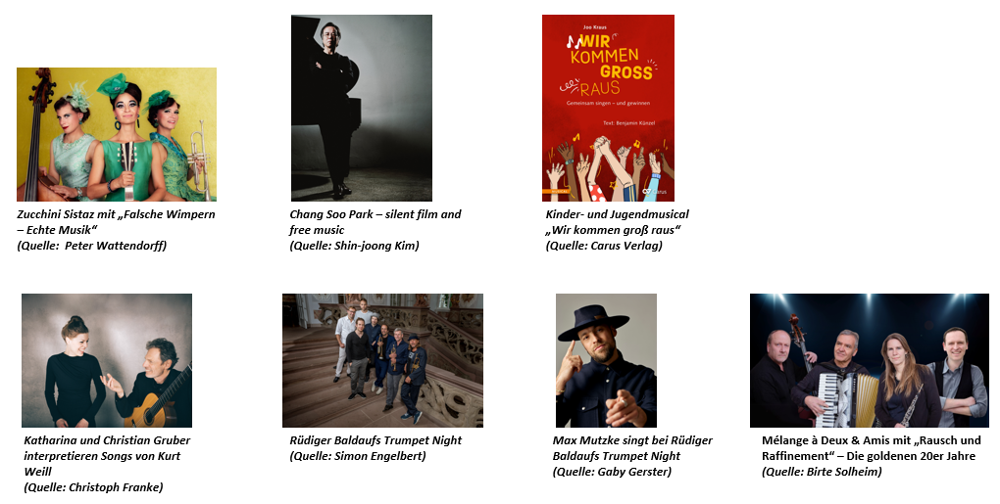 Joo Kraus
WIR
KOMMEN
GROSS
RAUS
Gemeinsam singen – und gewinnen
Text: Benjamin Künzel
Carus
Zucchini Sistaz mit „Falsche Wimpern
– Echte Musik“
(Quelle: Peter Wattendorff)
Chang Soo Park – silent film and
free music
(Quelle: Shin-joong Kim)
Kinder- und Jugendmusical
„Wir kommen groß raus“
(Quelle: Carus Verlag)
Katharina und Christian Gruber
interpretieren Songs von Kurt
Weill
(Quelle: Christoph Franke)
Rüdiger Baldaufs Trumpet Night
(Quelle: Simon Engelbert)
Max Mutzke singt bei Rüdiger
Baldaufs Trumpet Night
(Quelle: Gaby Gerster)
Mélange à Deux & Amis mit „Rausch und
Raffinement“ – Die goldenen 20er Jahre
(Quelle: Birte Solheim)